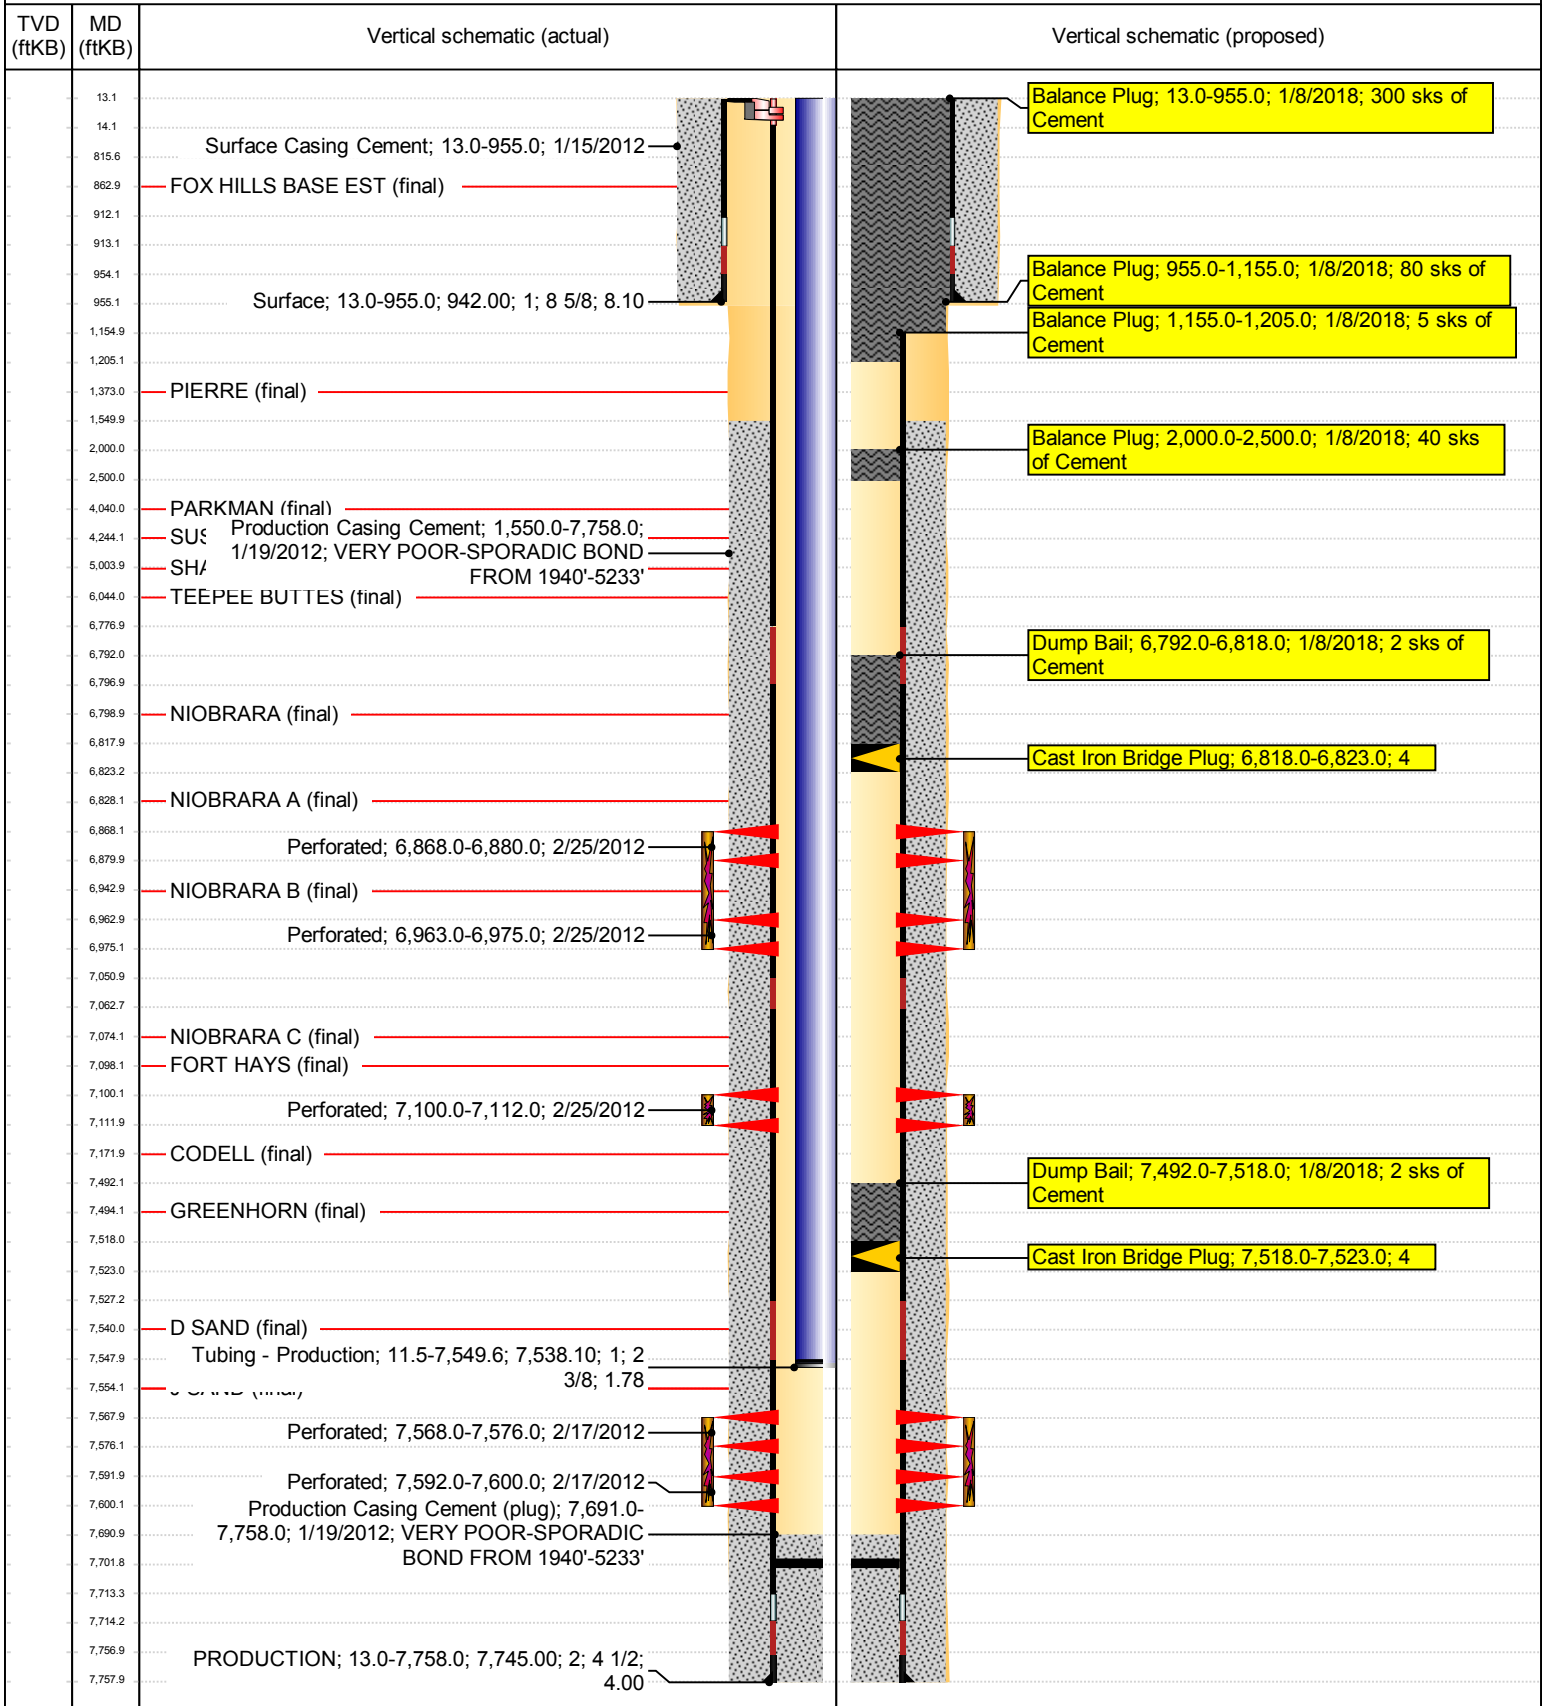 TVD (ftKB)
MD (ftKB)
Vertical schematic (actual)
Vertical schematic (proposed)
13.1
14.1
815.6
862.9
912.1
913.1
954.1
955.1
1,154.9
1,205.1
1,373.0
1,549.9
2,000.0
2,500.0
4,040.0
4,244.1
5,003.9
6,044.0
6,776.9
6,792.0
6,796.9
6,798.9
6,817.9
6,823.2
6,828.1
6,868.1
6,879.9
6,942.9
6,962.9
6,975.1
7,050.9
7,062.7
7,074.1
7,098.1
7,100.1
7,111.9
7,171.9
7,492.1
7,494.1
7,518.0
7,523.0
7,527.2
7,540.0
7,547.9
7,554.1
7,567.9
7,576.1
7,591.9
7,600.1
7,690.9
7,701.8
7,713.3
7,714.2
7,756.9
7,757.9
Surface Casing Cement; 13.0-955.0; 1/15/2012
FOX HILLS BASE EST (final)
Surface; 13.0-955.0; 942.00; 1; 8 5/8; 8.10
PIERRE (final)
PARKMAN (final)
SUS
Production Casing Cement; 1,550.0-7,758.0;
1/19/2012; VERY POOR-SPORADIC BOND
FROM 1940'-5233'
SHA
TEEPEE BUTTES (final)
NIOBRARA (final)
NIOBRARA A (final)
Perforated; 6,868.0-6,880.0; 2/25/2012
NIOBRARA B (final)
Perforated; 6,963.0-6,975.0; 2/25/2012
NIOBRARA C (final)
FORT HAYS (final)
Perforated; 7,100.0-7,112.0; 2/25/2012
CODELL (final)
GREENHORN (final)
D SAND (final)
Tubing - Production; 11.5-7,549.6; 7,538.10; 1; 2
3/8; 1.78
SAND (final)
Perforated; 7,568.0-7,576.0; 2/17/2012
Perforated; 7,592.0-7,600.0; 2/17/2012
Production Casing Cement (plug); 7,691.0-
7,758.0; 1/19/2012; VERY POOR-SPORADIC
BOND FROM 1940'-5233'
PRODUCTION; 13.0-7,758.0; 7,745.00; 2; 4 1/2;
4.00
Balance Plug; 13.0-955.0; 1/8/2018; 300 sks of
Cement
Balance Plug; 955.0-1,155.0; 1/8/2018; 80 sks of
Cement
Balance Plug; 1,155.0-1,205.0; 1/8/2018; 5 sks of
Cement
Balance Plug; 2,000.0-2,500.0; 1/8/2018; 40 sks
of Cement
Dump Bail; 6,792.0-6,818.0; 1/8/2018; 2 sks of
Cement
Cast Iron Bridge Plug; 6,818.0-6,823.0; 4
Dump Bail; 7,492.0-7,518.0; 1/8/2018; 2 sks of
Cement
Cast Iron Bridge Plug; 7,518.0-7,523.0; 4